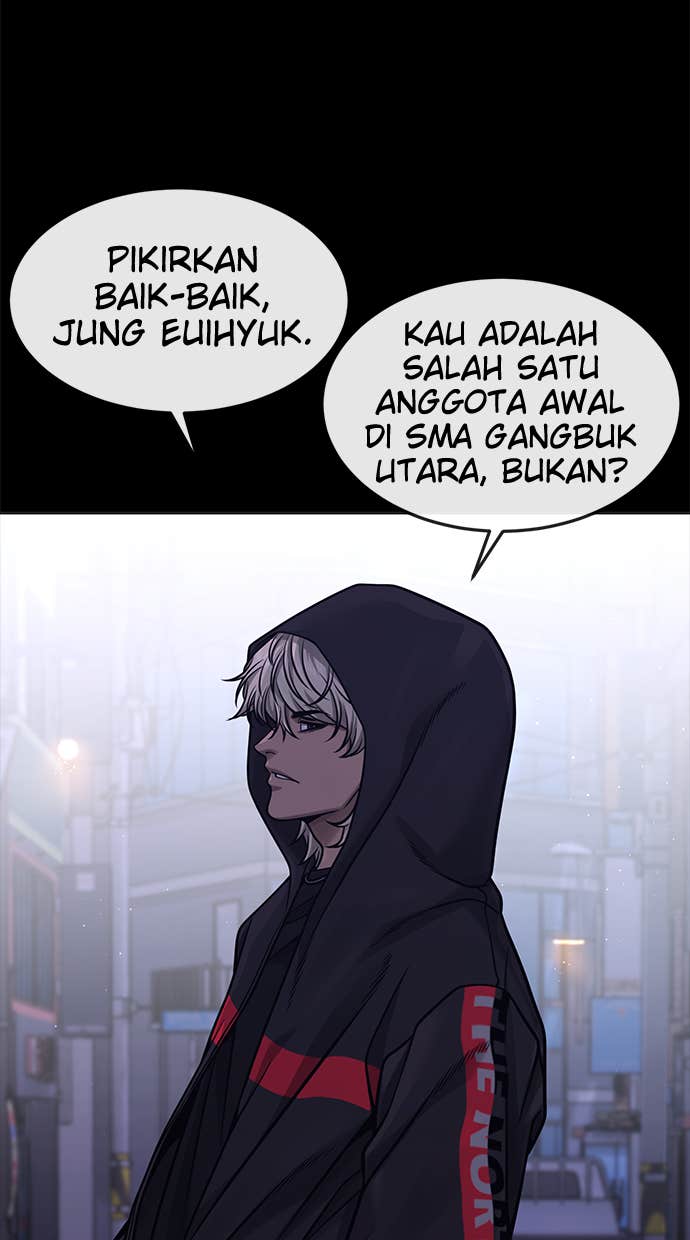 PIKIRKAN
BAIK-BAIK,
JUNG EUIHYUK.
KAU ADALAH
SALAH SATU
ANGGOTA AWAL
DI SMA GANGBUK
UTARA, BUKAN?
THE NOR